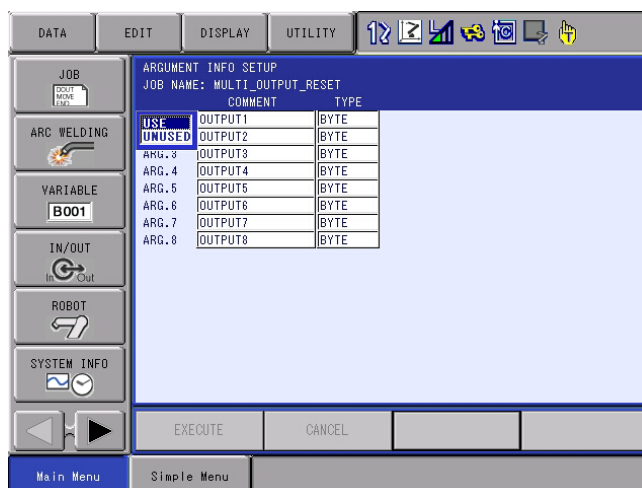 DATA EDIT DISPLAY UTILITY
JOB
DOUT
MOVE
END
ARC WELDING
VARIABLE
B001
IN/OUT
In Out
ROBOT
SYSTEM INFO
ARGUMENT INFO SETUP
JOB NAME: MULTI_OUTPUT_RESET
COMMENT TYPE
USE OUTPUT1 BYTE
UNUSED OUTPUT2 BYTE
ARG.3 OUTPUT3 BYTE
ARG.4 OUTPUT4 BYTE
ARG.5 OUTPUT5 BYTE
ARG.6 OUTPUT6 BYTE
ARG.7 OUTPUT7 BYTE
ARG.8 OUTPUT8 BYTE
EXECUTE CANCEL
Main Menu Simple Menu